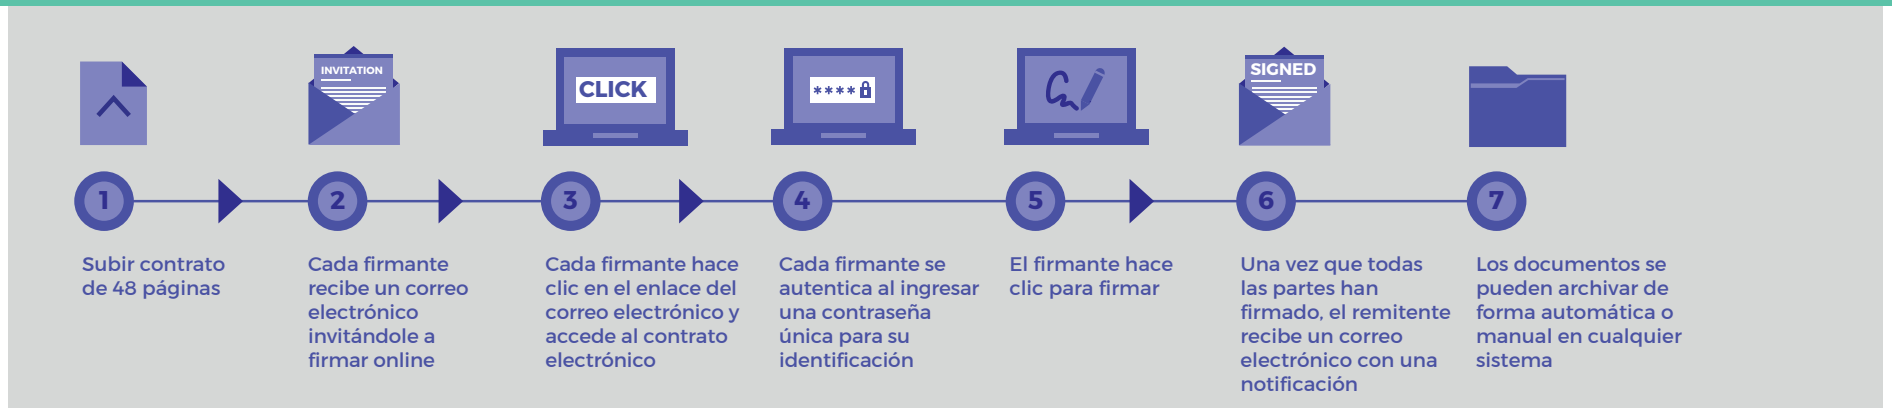 INVITATION
CLICK
****
SIGNED
1
2
3
4
5
6
7
Subir contrato
de 48 páginas
Cada firmante
recibe un correo
electrónico
invitándole a
firmar online
Cada firmante hace
clic en el enlace del
correo electrónico y
accede al contrato
electrónico
Cada firmante se
autentica al ingresar
una contraseña
única para su
identificación
El firmante hace
clic para firmar
Una vez que todas
las partes han
firmado, el remitente
recibe un correo
electrónico con una
notificación
Los documentos se
pueden archivar de
forma automática o
manual en cualquier
sistema